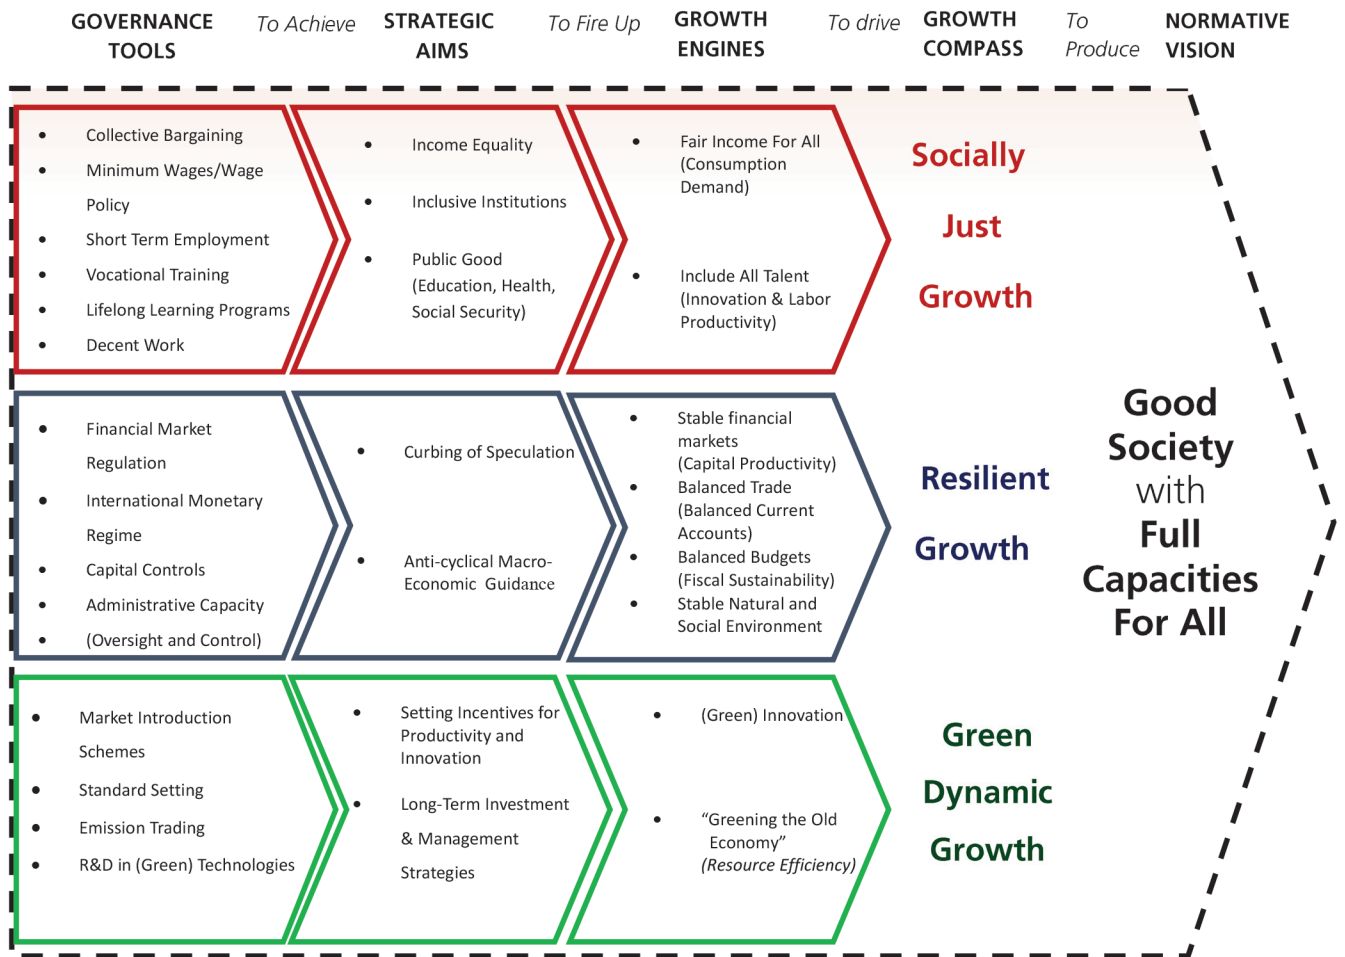 GOVERNANCE
TOOLS
To Achieve
STRATEGIC
AIMS
To Fire Up
GROWTH
ENGINES
To drive
GROWTH
COMPASS
To
Produce
NORMATIVE
VISION
• Collective Bargaining
• Minimum Wages/Wage
Policy
• Short Term Employment
• Vocational Training
• Lifelong Learning Programs
• Decent Work
• Income Equality
• Inclusive Institutions
• Public Good
(Education, Health,
Social Security)
• Fair Income For All
(Consumption
Demand)
• Include All Talent
(Innovation & Labor
Productivity)
Socially
Just
Growth
• Financial Market
Regulation
• International Monetary
Regime
• Capital Controls
• Administrative Capacity
• (Oversight and Control)
• Curbing of Speculation
• Anti-cyclical Macro-
Economic Guidance
• Stable financial
markets
(Capital Productivity)
• Balanced Trade
(Balanced Current
Accounts)
• Balanced Budgets
(Fiscal Sustainability)
• Stable Natural and
Social Environment
Resilient
Growth
• Market Introduction
Schemes
• Standard Setting
• Emission Trading
• R&D in (Green) Technologies
• Setting Incentives for
Productivity and
Innovation
• Long-Term Investment
& Management
Strategies
• (Green) Innovation
• “Greening the Old
Economy”
(Resource Efficiency)
Green
Dynamic
Growth
Good
Society
with
Full
Capacities
For All